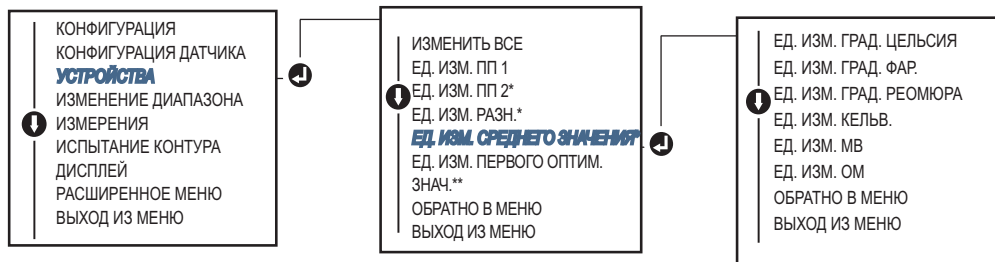 КОНФИГУРАЦИЯ
КОНФИГУРАЦИЯ ДАТЧИКА
УСТРОЙСТВА
ИЗМЕНЕНИЕ ДИАПАЗОНА
ИЗМЕРЕНИЯ
ИСПЫТАНИЕ КОНТУРА
ДИСПЛЕЙ
РАСШИРЕННОЕ МЕНЮ
ВЫХОД ИЗ МЕНЮ
ИЗМЕНИТЬ ВСЕ
ЕД. ИЗМ. ПП 1
ЕД. ИЗМ. ПП 2*
ЕД. ИЗМ. РАЗН.*
ЕД. ИЗМ. СРЕДНЕГО ЗНАЧЕНИЯ*
ЕД. ИЗМ. ПЕРВОГО ОПТИМ.
ЗНАЧ.**
ОБРАТНО В МЕНЮ
ВЫХОД ИЗ МЕНЮ
ЕД. ИЗМ. ГРАД. ЦЕЛЬСИЯ
ЕД. ИЗМ. ГРАД. ФАР.
ЕД. ИЗМ. ГРАД. РЕОМЮРА
ЕД. ИЗМ. КЕЛЬВ.
ЕД. ИЗМ. МВ
ЕД. ИЗМ. ОМ
ОБРАТНО В МЕНЮ
ВЫХОД ИЗ МЕНЮ